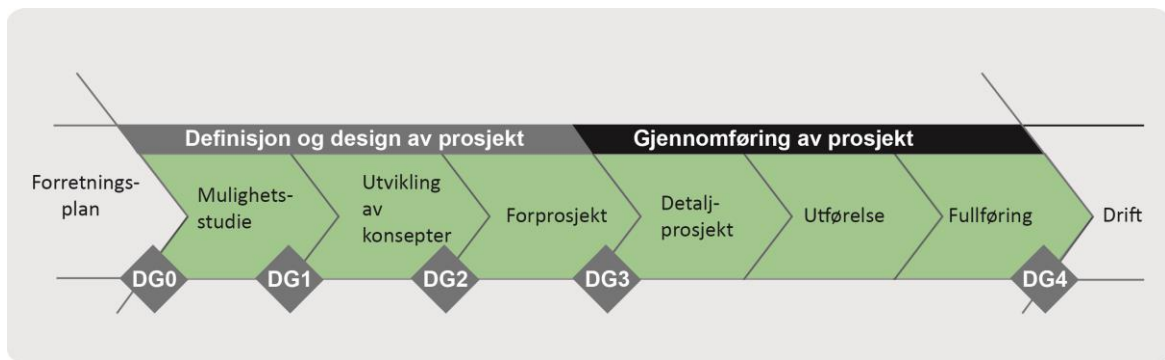 Definisjon og design av prosjekt
Gjennomføring av prosjekt
Forretnings-
plan
Mulighets-
studie
Utvikling
av
konsepter
Forprosjekt
Detalj-
prosjekt
Utførelse
Fullføring
Drift
DG0
DG1
DG2
DG3
DG4